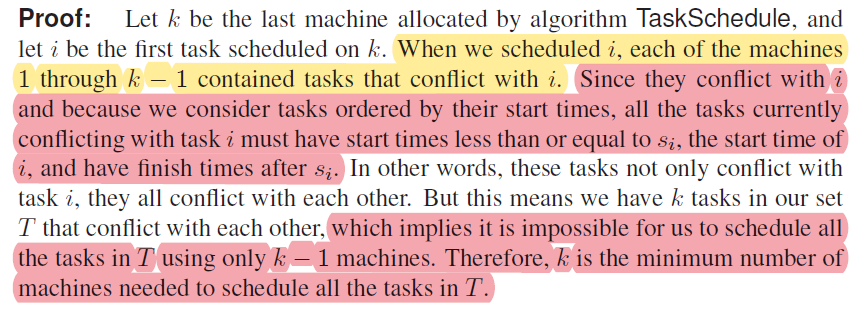 Proof: Let k be the last machine allocated by algorithm TaskSchedule, and
let i be the first task scheduled on k. When we scheduled i, each of the machines
1 through k − 1 contained tasks that conflict with i. Since they conflict with i
and because we consider tasks ordered by their start times, all the tasks currently
conflicting with task i must have start times less than or equal to sᵢ, the start time of
i, and have finish times after sᵢ. In other words, these tasks not only conflict with
task i, they all conflict with each other. But this means we have k tasks in our set
T that conflict with each other, which implies it is impossible for us to schedule all
the tasks in T using only k − 1 machines. Therefore, k is the minimum number of
machines needed to schedule all the tasks in T.